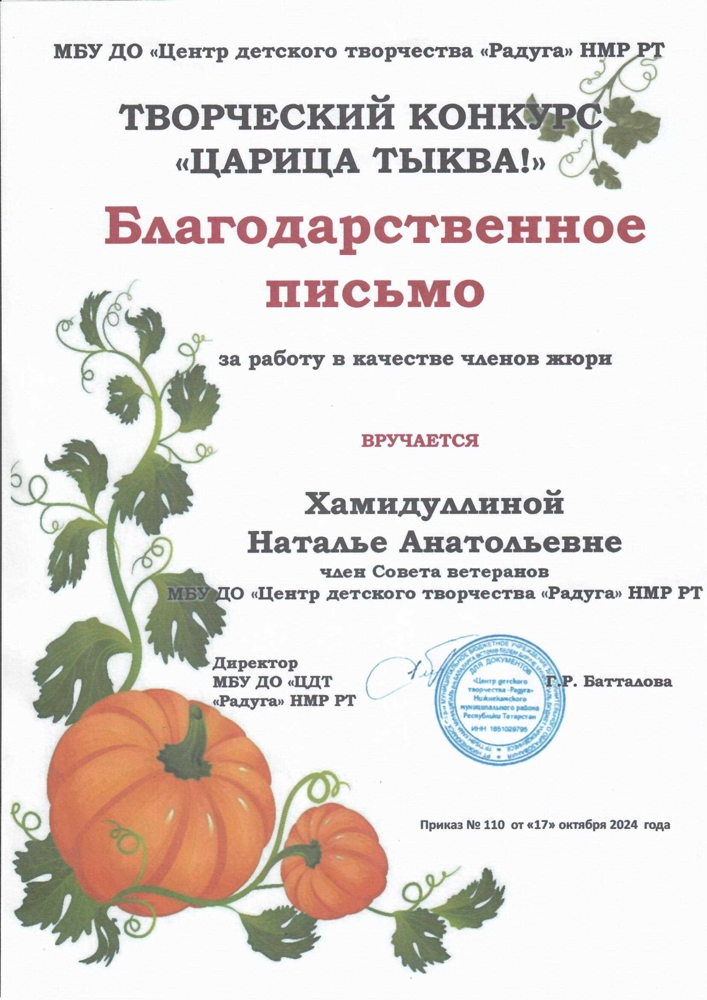 МБУ ДО «Центр детского творчества «Радуга» НМР РТ
ТВОРЧЕСКИЙ КОНКУРС
«ЦАРИЦА ТЫКВА!»
Благодарственное
письмо
за работу в качестве членов жюри
ВРУЧАЕТСЯ
Хамидуллиной
Наталье Анатольевне
член Совета ветеранов
МБУ ДО «Центр детского творчества «Радуга» НМР РТ
Директор
МБУ ДО «ЦДТ
«Радуга» НМР РТ
Г.Р. Батталова
ДЛЯ ДОКУМЕНТОВ
«Центр детского
творчества «Радуга»
Нижнекамского
муниципального района
Республики Татарстан
ИНН 1651029795
Приказ № 110 от «17» октября 2024 года